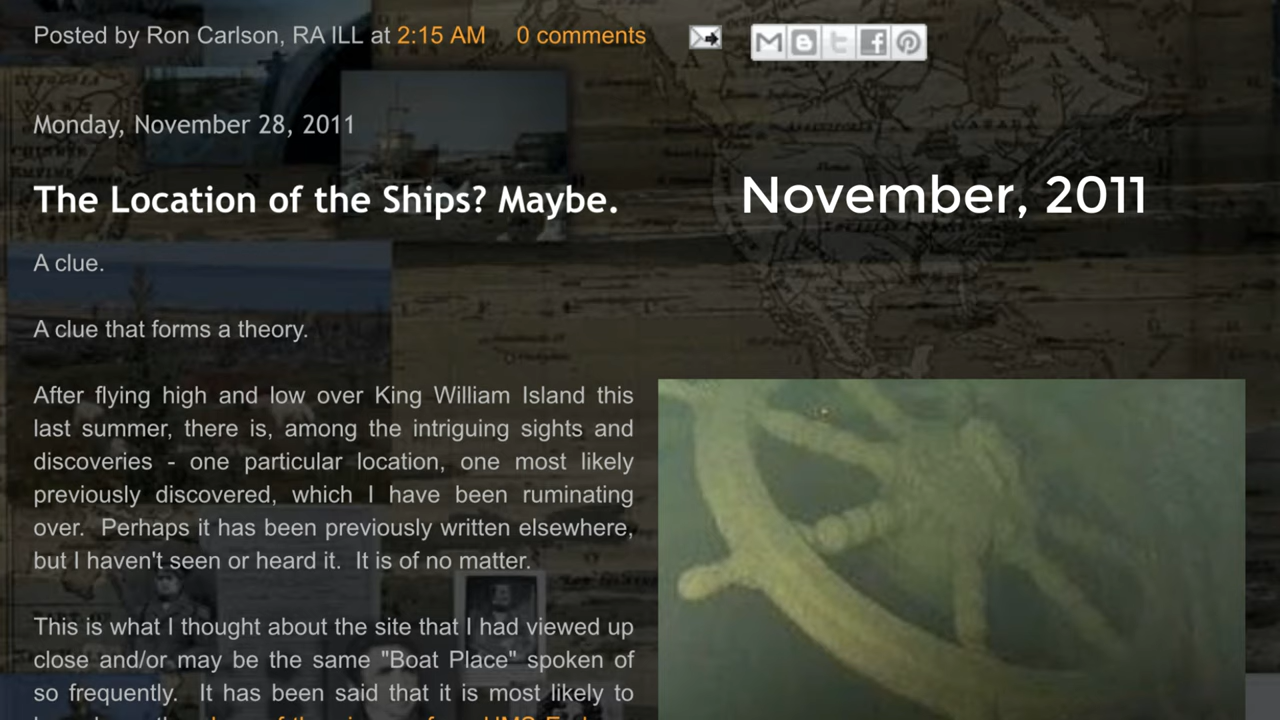 Posted by Ron Carlson, RA ILL at 2:15 AM 0 comments
Monday, November 28, 2011
The Location of the Ships? Maybe.
November, 2011
A clue.
A clue that forms a theory.
After flying high and low over King William Island this
last summer, there is, among the intriguing sights and
discoveries - one particular location, one most likely
previously discovered, which I have been ruminating
over. Perhaps it has been previously written elsewhere,
but I haven't seen or heard it. It is of no matter.
This is what I thought about the site that I had viewed up
close and/or may be the same "Boat Place" spoken of
so frequently. It has been said that it is most likely to